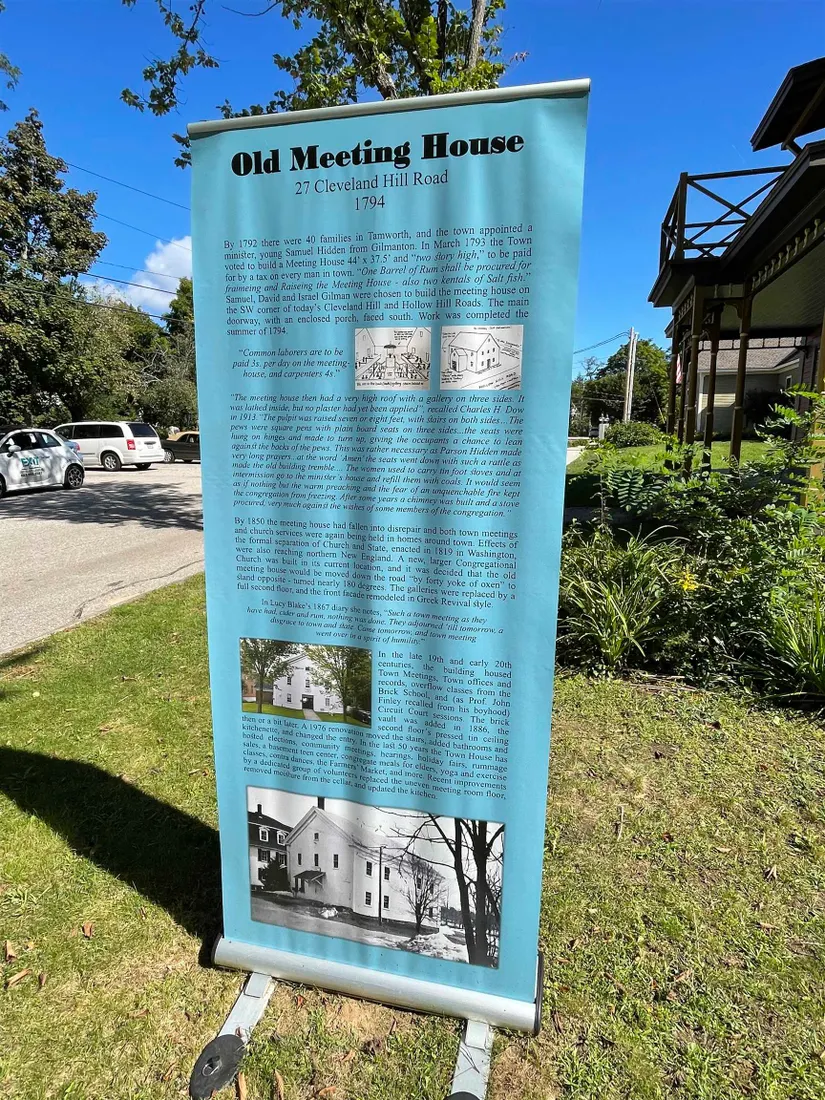 Old Meeting House
27 Cleveland Hill Road
1794
By 1792 there were 40 families in Tamworth, and the town appointed a
minister, young Samuel Hidden from Gilmanton. In March 1793 the Town
voted to build a Meeting House 44' x 37.5' and "two story high," to be paid
for by a tax on every man in town. "One Barrel of Rum shall be procured for
frameing and Raiseing the Meeting House - also two kentals of Salt fish."
Samuel, David and Israel Gilman were chosen to build the meeting house on
the SW corner of today's Cleveland Hill and Hollow Hill Roads. The main
doorway, with an enclosed porch, faced south. Work was completed the
summer of 1794.
"Common laborers are to be
paid 3s. per day on the meeting-
house, and carpenters 4s."
"The meeting house then had a very high roof with a gallery on three sides. It
was lathed inside, but no plaster had yet been applied", recalled Charles H. Dow
in 1913. "The pulpit was raised seven or eight feet, with stairs on both sides...The
pews were square pens with plain board seats on three sides...the seats were
hung on hinges and made to turn up, giving the occupants a chance to lean
against the backs of the pews. This was rather necessary as Parson Hidden made
very long prayers...at the word 'Amen' the seats went down with such a rattle as
made the old building tremble.... The women used to carry tin foot stoves and at
intermission go to the minister's house and refill them with coals. It would seem
as if nothing but the warm preaching and the fear of an unquenchable fire kept
the congregation from freezing. After some years a chimney was built and a stove
procured, very much against the wishes of some members of the congregation."
By 1850 the meeting house had fallen into disrepair and both town meetings
and church services were again being held in homes around town. Effects of
the formal separation of Church and State, enacted in 1819 in Washington,
were also reaching northern New England. A new, larger Congregational
Church was built in its current location, and it was decided that the old
meeting house would be moved down the road "by forty yoke of oxen" to
stand opposite - turned nearly 180 degrees. The galleries were replaced by a
full second floor, and the front facade remodeled in Greek Revival style.
In Lucy Blake's 1867 diary she notes, "Such a town meeting as they
have had, cider and rum, nothing was done. They adjourned 'till tomorrow, a
disgrace to town and State. Came tomorrow, and town meeting
went over in a spirit of humility."
In the late 19th and early 20th
centuries, the building housed
Town Meetings, Town offices and
records, overflow classes from the
Brick School, and (as Prof. John
Finley recalled from his boyhood)
Circuit Court sessions. The brick
vault was added in 1886, the
second floor's pressed tin ceiling
then or a bit later. A 1976 renovation moved the stairs, added bathrooms and
kitchenette, and changed the entry. In the last 50 years the Town House has
hosted elections, community meetings, hearings, holiday fairs, rummage
sales, a basement teen center, congregate meals for elders, yoga and exercise
classes, contra dances, the Farmers' Market, and more. Recent improvements
by a dedicated group of volunteers replaced the uneven meeting room floor,
removed moisture from the cellar, and updated the kitchen.
EXIT